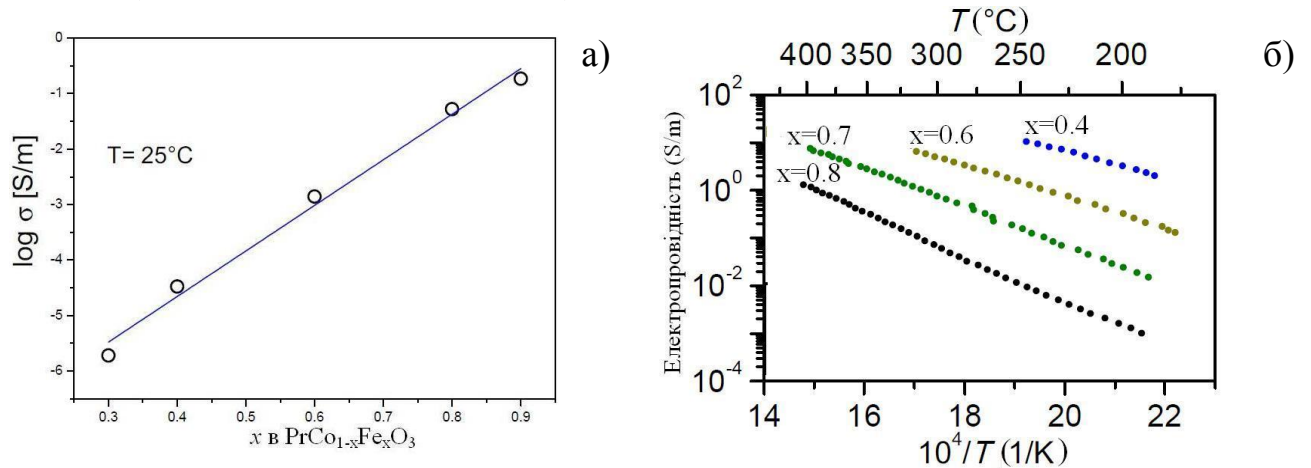 а)
log σ [S/m]
0
-1
-2
-3
-4
-5
-6
T= 25°C
0.3 0.4 0.5 0.6 0.7 0.8 0.9
x в PrCo₁₋ₓFeₓO₃
б)
T (°C)
400 350 300 250 200
Електропровідність (S/m)
10²
10⁰
10⁻²
10⁻⁴
x=0.7
x=0.8
x=0.6
x=0.4
14 16 18 20 22
10⁴/T (1/K)